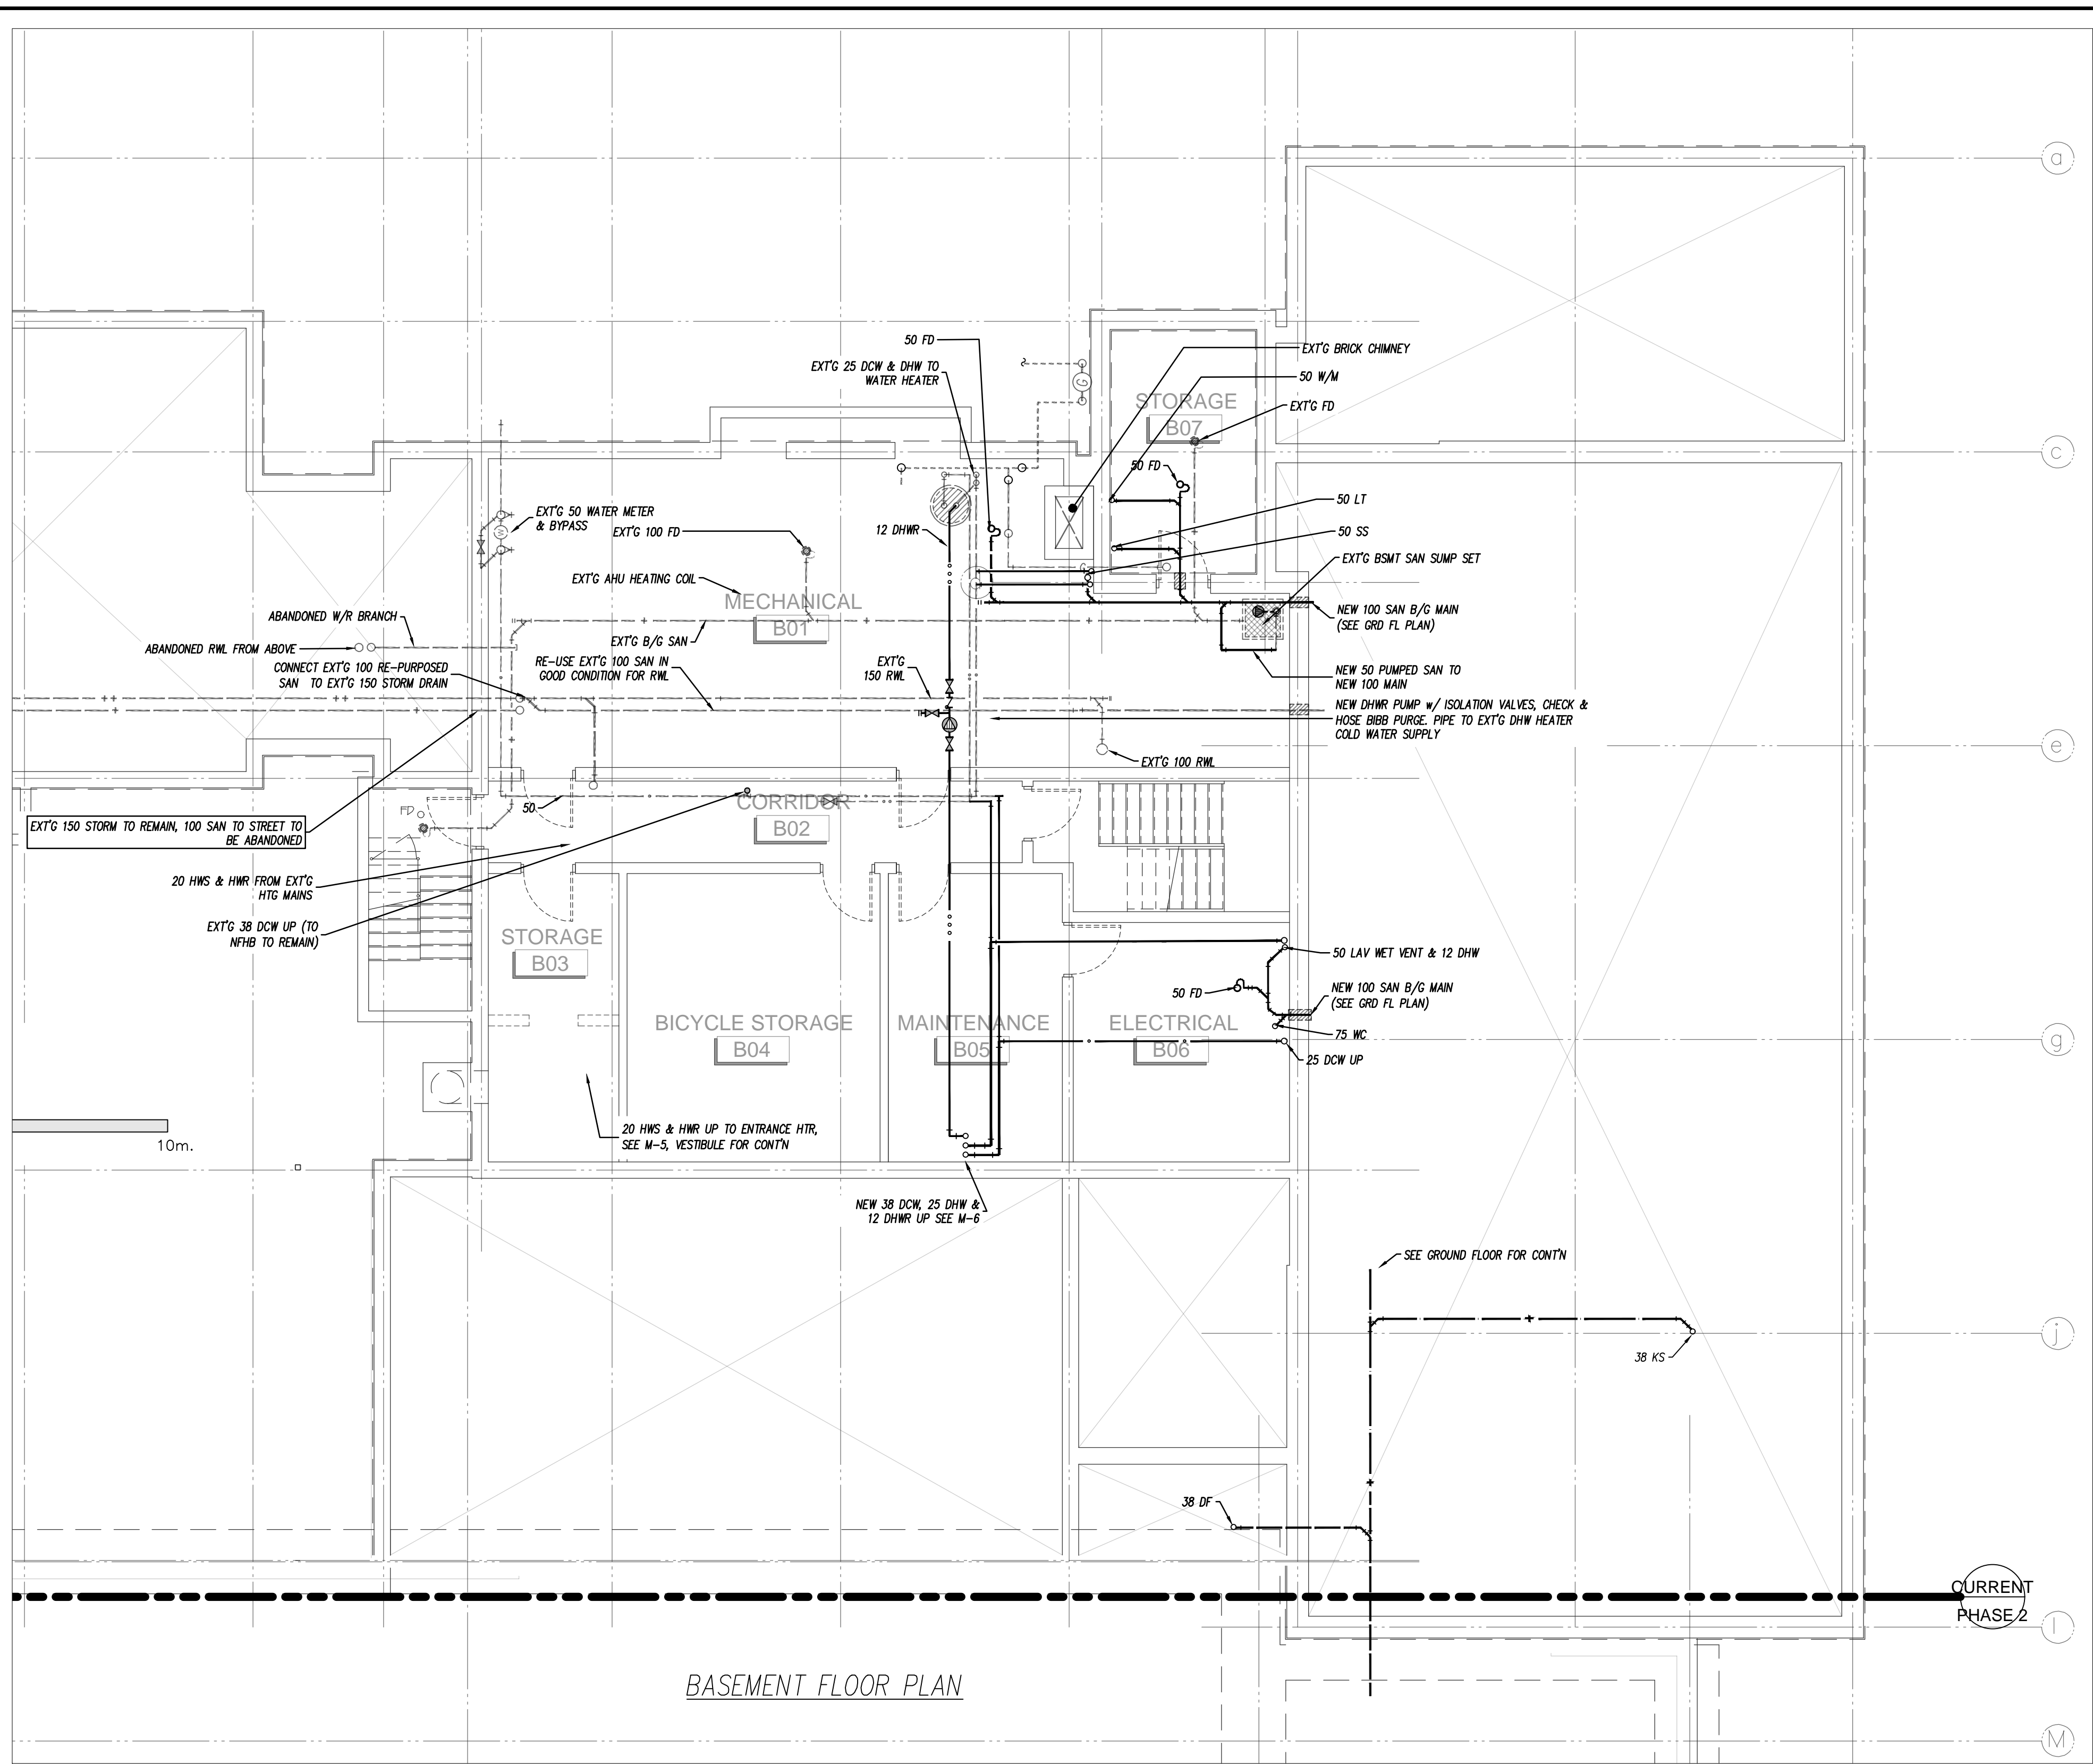 a
50 FD
EXT'G BRICK CHIMNEY
EXT'G 25 DCW & DHW TO
WATER HEATER
50 W/M
G
STORAGE
B07
EXT'G FD
c
50 FD
50 LT
EXT'G 50 WATER METER
& BYPASS
W
EXT'G 100 FD
12 DHWR
50 SS
EXT'G BSMT SAN SUMP SET
EXT'G AHU HEATING COIL
MECHANICAL
B01
NEW 100 SAN B/G MAIN
(SEE GRD FL PLAN)
ABANDONED W/R BRANCH
EXT'G B/G SAN
ABANDONED RWL FROM ABOVE
CONNECT EXT'G 100 RE-PURPOSED
SAN TO EXT'G 150 STORM DRAIN
RE-USE EXT'G 100 SAN IN
GOOD CONDITION FOR RWL
EXT'G
150 RWL
NEW 50 PUMPED SAN TO
NEW 100 MAIN
NEW DHWR PUMP w/ ISOLATION VALVES, CHECK &
HOSE BIBB PURGE. PIPE TO EXT'G DHW HEATER
COLD WATER SUPPLY
e
EXT'G 100 RWL
50
CORRIDOR
B02
FD
EXT'G 150 STORM TO REMAIN, 100 SAN TO STREET TO
BE ABANDONED
20 HWS & HWR FROM EXT'G
HTG MAINS
EXT'G 38 DCW UP (TO
NFHB TO REMAIN)
STORAGE
B03
50 LAV WET VENT & 12 DHW
50 FD
NEW 100 SAN B/G MAIN
(SEE GRD FL PLAN)
BICYCLE STORAGE
B04
MAINTENANCE
B05
ELECTRICAL
B06
75 WC
25 DCW UP
g
10m.
20 HWS & HWR UP TO ENTRANCE HTR,
SEE M-5, VESTIBULE FOR CONT'N
NEW 38 DCW, 25 DHW &
12 DHWR UP SEE M-6
SEE GROUND FLOOR FOR CONT'N
j
38 KS
38 DF
CURRENT
PHASE 2
l
BASEMENT FLOOR PLAN
M